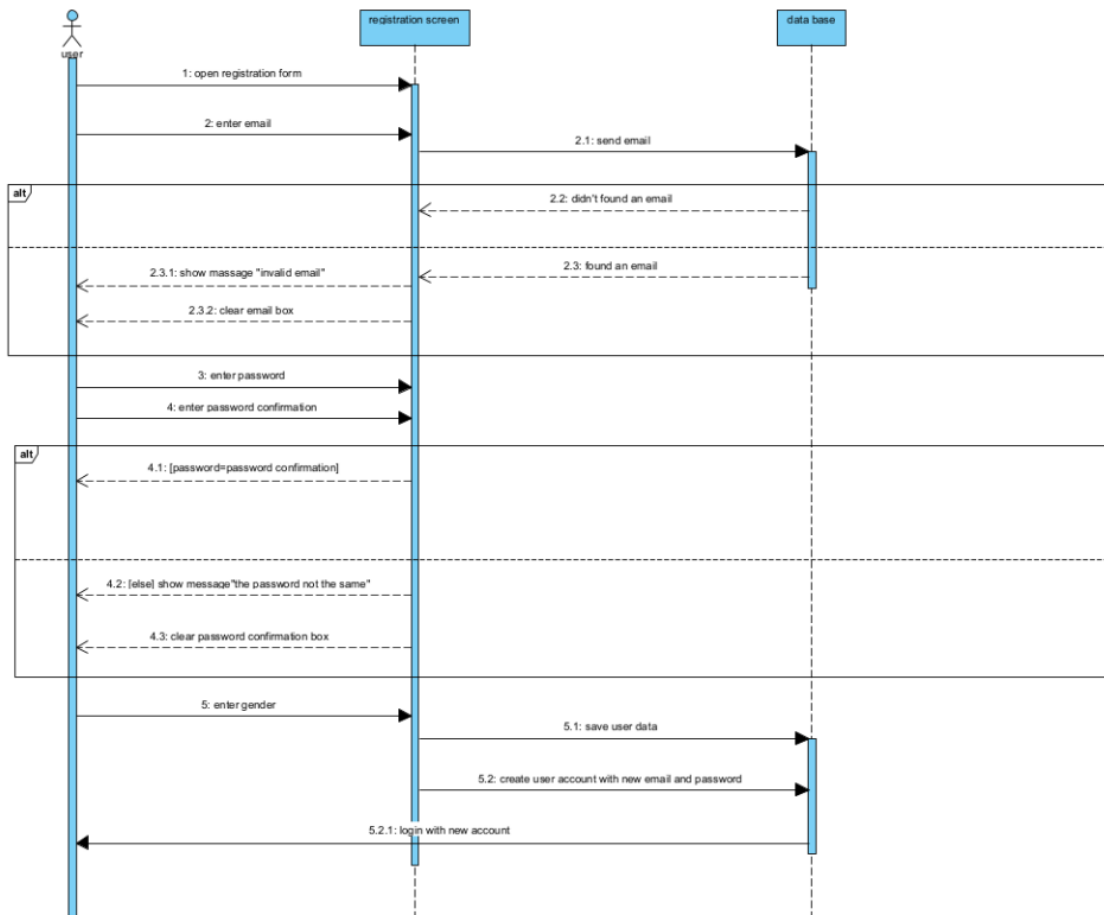 user
registration screen
data base
1: open registration form
2: enter email
2.1: send email
alt
2.2: didn't found an email
2.3: found an email
2.3.1: show massage "invalid email"
2.3.2: clear email box
3: enter password
4: enter password confirmation
alt
4.1: [password=password confirmation]
4.2: [else] show message"the password not the same"
4.3: clear password confirmation box
5: enter gender
5.1: save user data
5.2: create user account with new email and password
5.2.1: login with new account